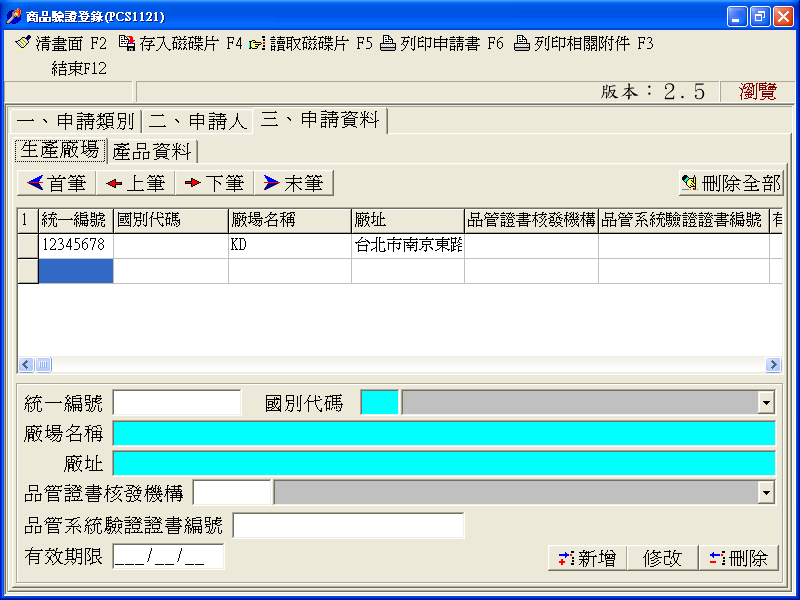 商品驗證登錄(PCS1121)
清畫面 F2 存入磁碟片 F4 讀取磁碟片 F5 列印申請書 F6 列印相關附件 F3
結束F12
版本：2.5 瀏覽
一、申請類別 二、申請人 三、申請資料
生產廠場 產品資料
首筆 上筆 下筆 末筆 刪除全部
1 統一編號 國別代碼 廠場名稱 廠址 品管證書核發機構 品管系統驗證證書編號 有
12345678 KD 台北市南京東路
統一編號 國別代碼
廠場名稱
廠址
品管證書核發機構
品管系統驗證證書編號
有效期限 ___/__/__ 新增 修改 刪除